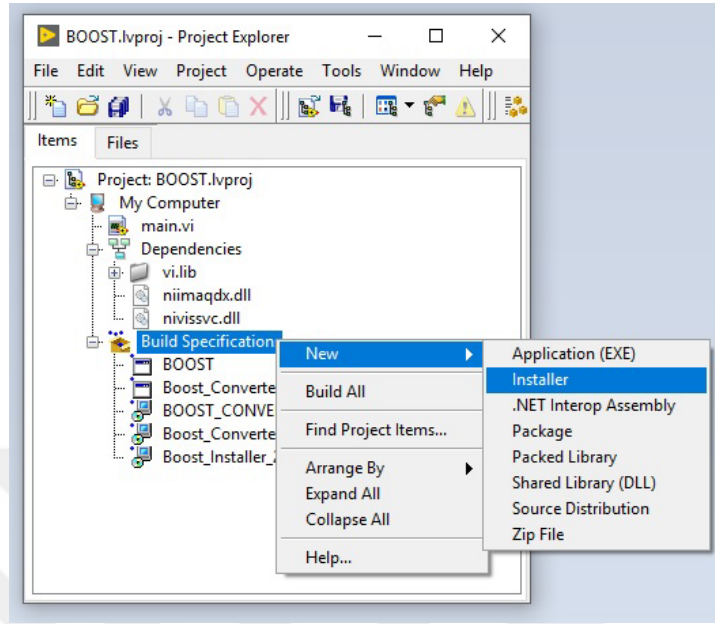 BOOST.lvproj - Project Explorer
File Edit View Project Operate Tools Window Help
Items Files
Project: BOOST.lvproj
My Computer
main.vi
Dependencies
vi.lib
niimaqdx.dll
nivissvc.dll
Build Specification
BOOST
Boost_Converte
BOOST_CONVE
Boost_Converte
Boost_Installer_
New
Build All
Find Project Items...
Arrange By
Expand All
Collapse All
Help...
Application (EXE)
Installer
.NET Interop Assembly
Package
Packed Library
Shared Library (DLL)
Source Distribution
Zip File